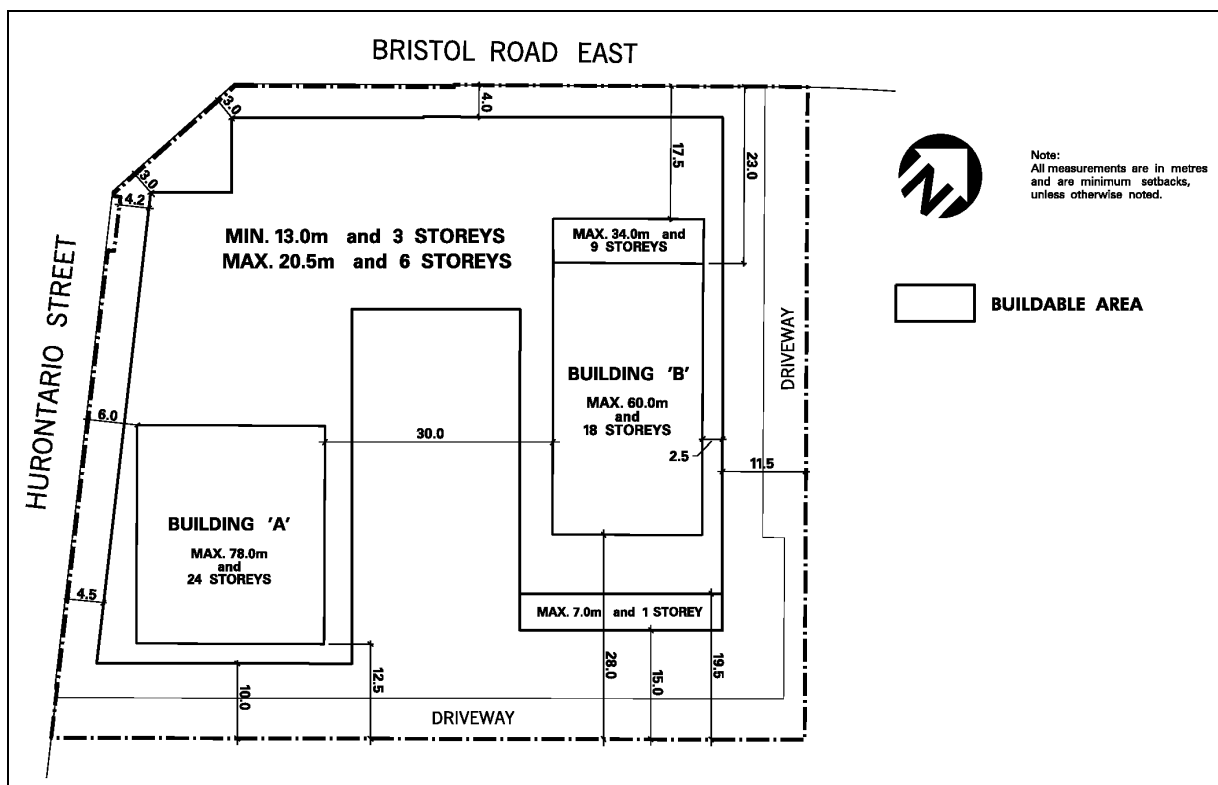 BRISTOL ROAD EAST
3.0
4.0
17.5
23.0
3.0
4.2
N
Note:
All measurements are in metres
and are minimum setbacks,
unless otherwise noted.
MIN. 13.0m and 3 STOREYS
MAX. 20.5m and 6 STOREYS
MAX. 34.0m and
9 STOREYS
HURONTARIO STREET
BUILDABLE AREA
DRIVEWAY
BUILDING 'B'
MAX. 60.0m
and
18 STOREYS
6.0
30.0
2.5
11.5
BUILDING 'A'
MAX. 78.0m
and
24 STOREYS
4.5
MAX. 7.0m and 1 STOREY
10.0
12.5
28.0
15.0
19.5
DRIVEWAY